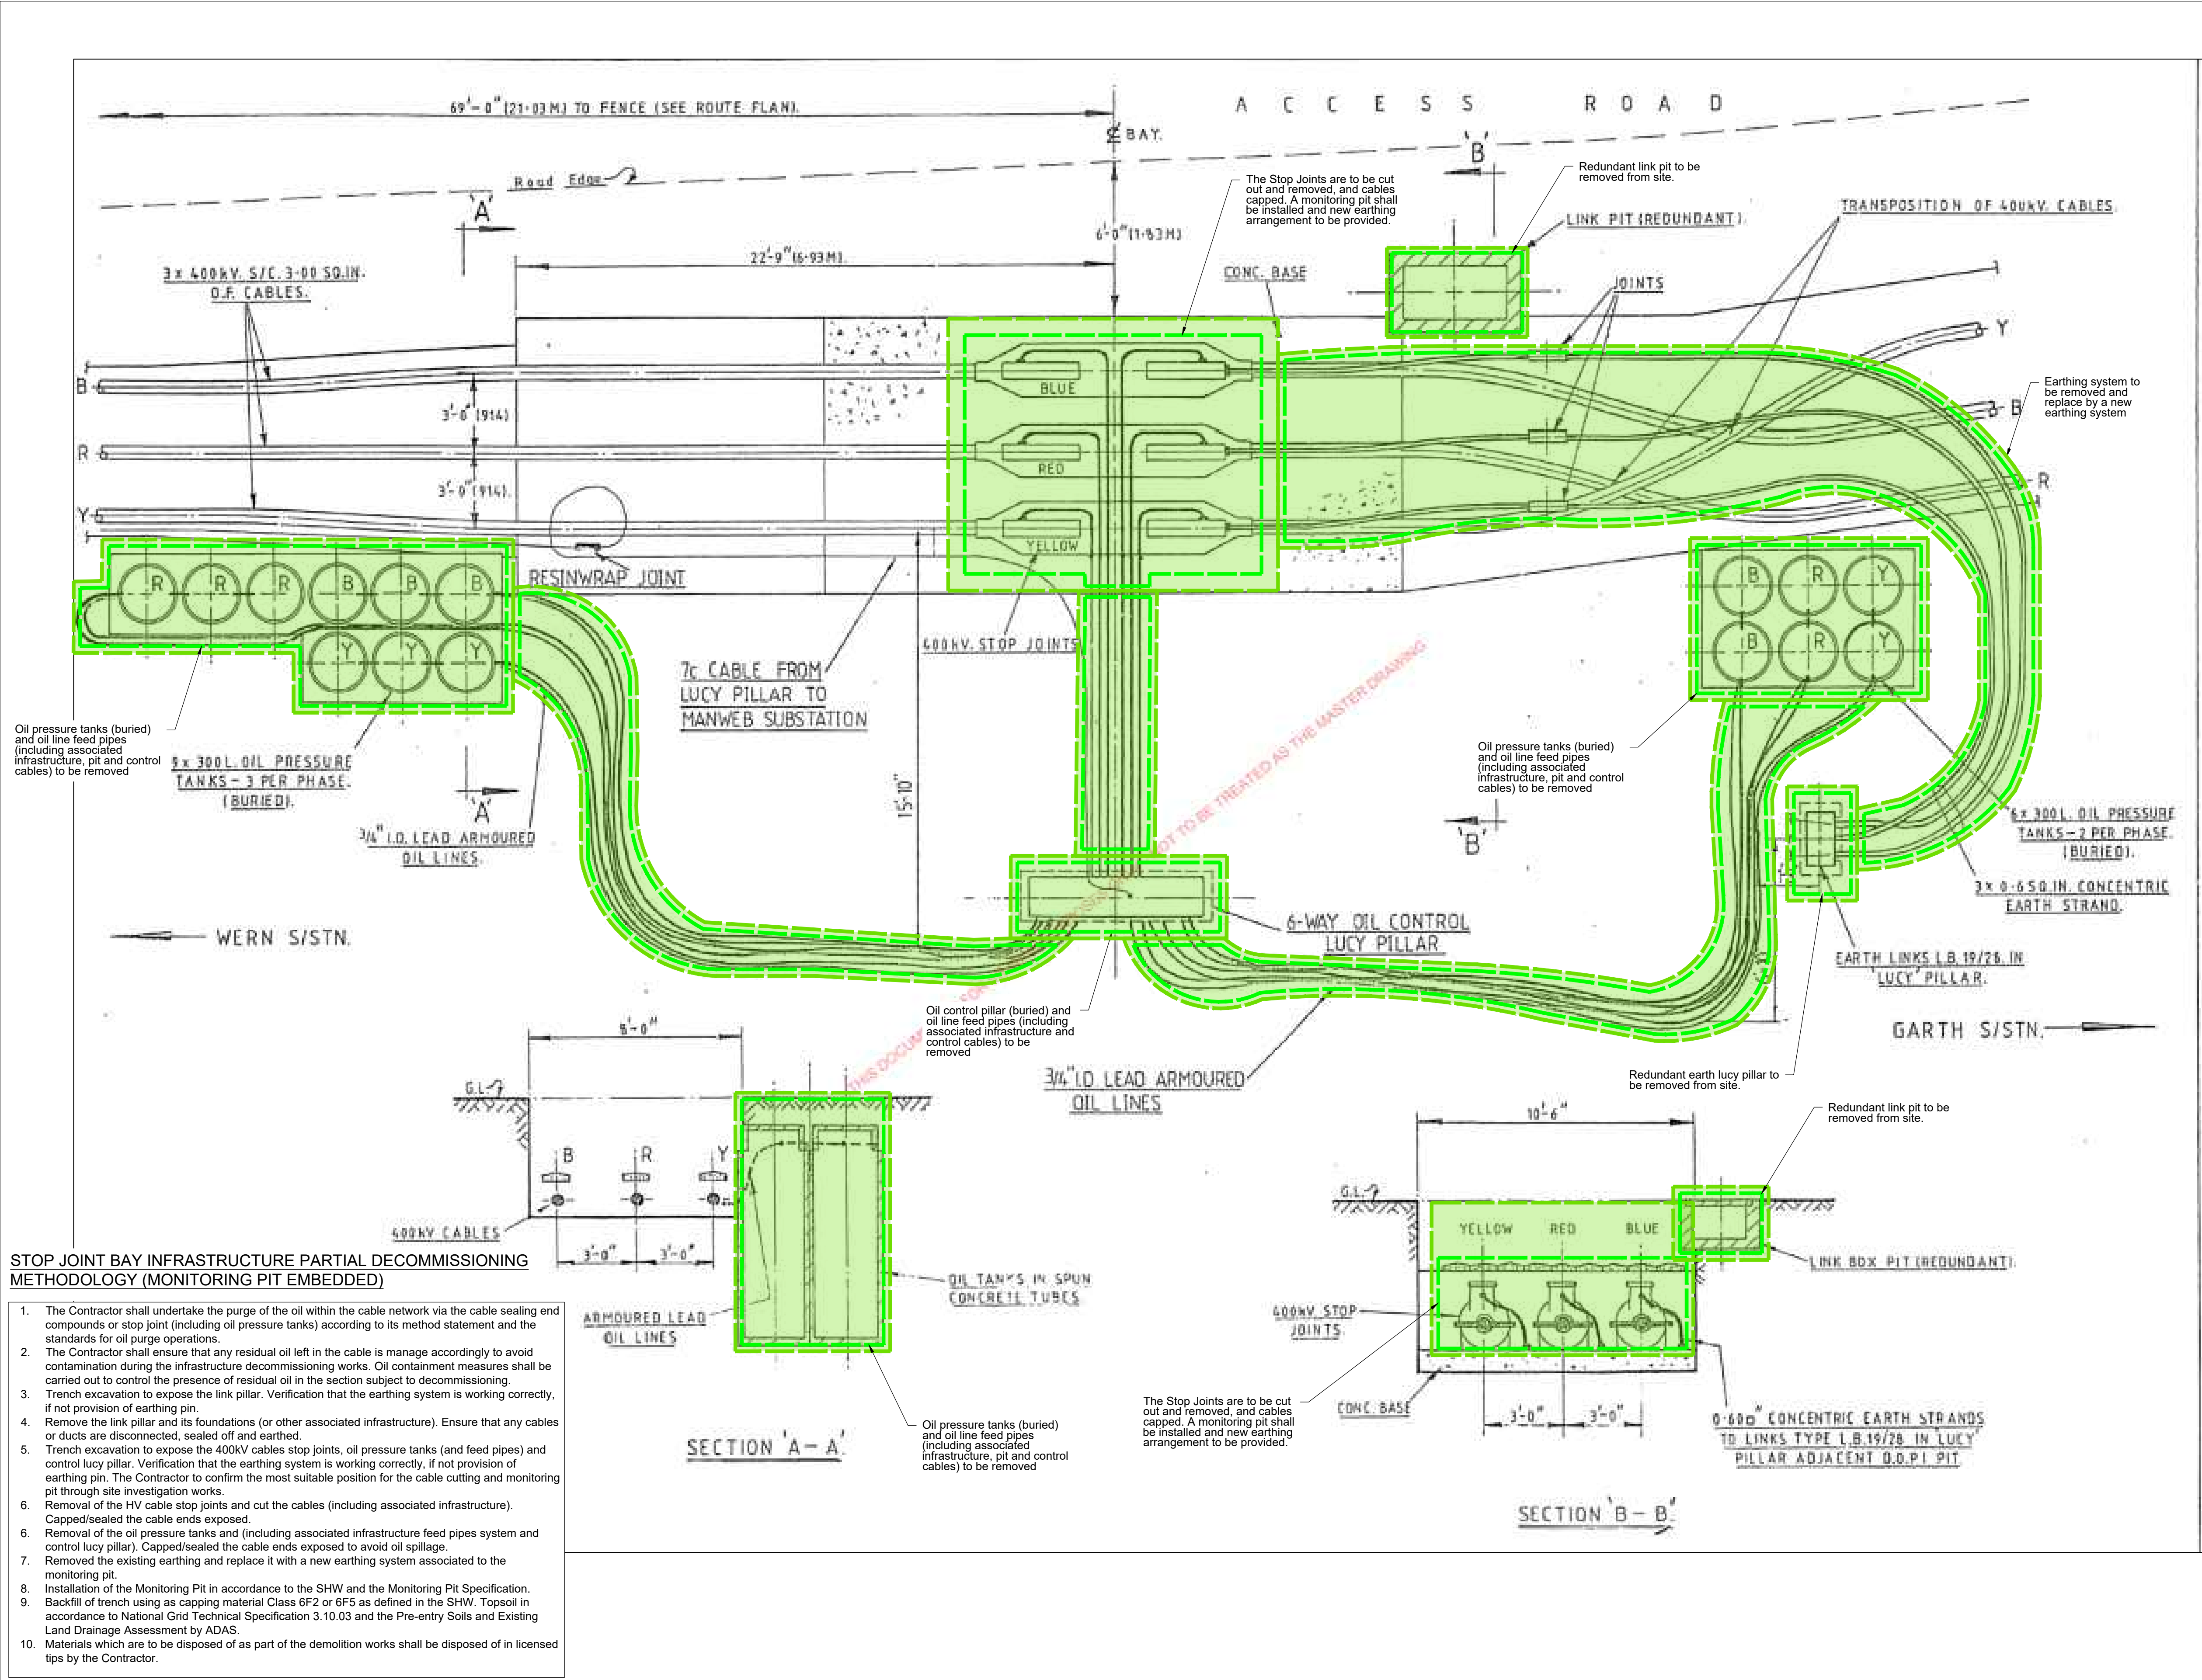 69'-0" (21·03 M) TO FENCE (SEE ROUTE PLAN).
ACCESS ROAD
℄ BAY.
'B'
Road Edge
'A'
The Stop Joints are to be cut
out and removed, and cables
capped. A monitoring pit shall
be installed and new earthing
arrangement to be provided.
Redundant link pit to be
removed from site.
LINK PIT (REDUNDANT).
TRANSPOSITION OF 400kV. CABLES.
6'-0" (1·83 M)
22'-9" (6·93 M).
3 x 400kV. S/C. 3·00 SQ.IN.
O.F. CABLES.
CONC. BASE
JOINTS
Y
B
BLUE
3'-0" (914)
Earthing system to
be removed and
replace by a new
earthing system
B
R
RED
3'-0" (914).
R
Y
YELLOW
RESINWRAP JOINT
R R R B B B
Y Y Y
B R Y
B R Y
400kV. STOP JOINTS
7c CABLE FROM
LUCY PILLAR TO
MANWEB SUBSTATION
Oil pressure tanks (buried)
and oil line feed pipes
(including associated
infrastructure, pit and control
cables) to be removed
9 x 300 L. OIL PRESSURE
TANKS - 3 PER PHASE.
(BURIED).
'A'
3/4" I.D. LEAD ARMOURED
OIL LINES.
15'-10"
Oil pressure tanks (buried)
and oil line feed pipes
(including associated
infrastructure, pit and control
cables) to be removed
'B'
6 x 300 L. OIL PRESSURE
TANKS - 2 PER PHASE.
(BURIED).
3 x 0·6 SQ.IN. CONCENTRIC
EARTH STRAND.
6-WAY OIL CONTROL
LUCY PILLAR
EARTH LINKS L.B. 19/26. IN
'LUCY' PILLAR.
WERN S/STN.
GARTH S/STN.
Oil control pillar (buried) and
oil line feed pipes (including
associated infrastructure and
control cables) to be
removed
3/4" I.D. LEAD ARMOURED
OIL LINES
Redundant earth lucy pillar to
be removed from site.
NOT TO BE TREATED AS THE MASTER DRAWING
8'-0"
G.L.
B R Y
400kV CABLES
3'-0" 3'-0"
ARMOURED LEAD
OIL LINES
OIL TANKS IN SPUN
CONCRETE TUBES
Oil pressure tanks (buried)
and oil line feed pipes
(including associated
infrastructure, pit and control
cables) to be removed
SECTION 'A - A'.
10'-6"
Redundant link pit to be
removed from site.
G.L.
YELLOW RED BLUE
LINK BOX PIT (REDUNDANT).
400kV STOP
JOINTS.
The Stop Joints are to be cut
out and removed, and cables
capped. A monitoring pit shall
be installed and new earthing
arrangement to be provided.
CONC. BASE
3'-0" 3'-0"
0·60□" CONCENTRIC EARTH STRANDS
TO LINKS TYPE L.B.19/28 IN 'LUCY'
PILLAR ADJACENT O.O.P1 PIT.
SECTION 'B - B'.
STOP JOINT BAY INFRASTRUCTURE PARTIAL DECOMMISSIONING
METHODOLOGY (MONITORING PIT EMBEDDED)
1. The Contractor shall undertake the purge of the oil within the cable network via the cable sealing end
compounds or stop joint (including oil pressure tanks) according to its method statement and the
standards for oil purge operations.
2. The Contractor shall ensure that any residual oil left in the cable is manage accordingly to avoid
contamination during the infrastructure decommissioning works. Oil containment measures shall be
carried out to control the presence of residual oil in the section subject to decommissioning.
3. Trench excavation to expose the link pillar. Verification that the earthing system is working correctly,
if not provision of earthing pin.
4. Remove the link pillar and its foundations (or other associated infrastructure). Ensure that any cables
or ducts are disconnected, sealed off and earthed.
5. Trench excavation to expose the 400kV cables stop joints, oil pressure tanks (and feed pipes) and
control lucy pillar. Verification that the earthing system is working correctly, if not provision of
earthing pin. The Contractor to confirm the most suitable position for the cable cutting and monitoring
pit through site investigation works.
6. Removal of the HV cable stop joints and cut the cables (including associated infrastructure).
Capped/sealed the cable ends exposed.
6. Removal of the oil pressure tanks and (including associated infrastructure feed pipes system and
control lucy pillar). Capped/sealed the cable ends exposed to avoid oil spillage.
7. Removed the existing earthing and replace it with a new earthing system associated to the
monitoring pit.
8. Installation of the Monitoring Pit in accordance to the SHW and the Monitoring Pit Specification.
9. Backfill of trench using as capping material Class 6F2 or 6F5 as defined in the SHW. Topsoil in
accordance to National Grid Technical Specification 3.10.03 and the Pre-entry Soils and Existing
Land Drainage Assessment by ADAS.
10. Materials which are to be disposed of as part of the demolition works shall be disposed of in licensed
tips by the Contractor.